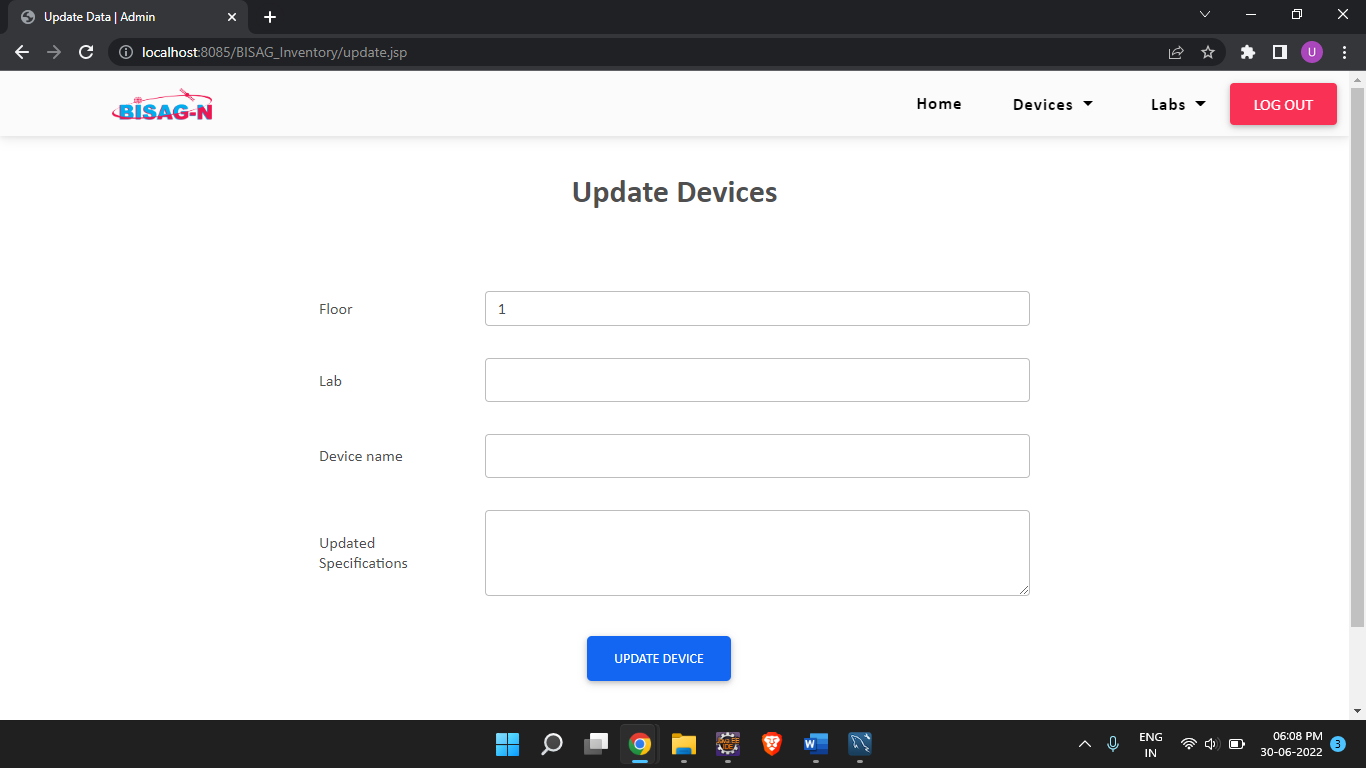 Update Data | Admin
localhost:8085/BISAG_Inventory/update.jsp
U
BISAG-N
Home
Devices
Labs
LOG OUT
Update Devices
Floor
1
Lab
Device name
Updated
Specifications
UPDATE DEVICE
ENG
IN
06:08 PM
30-06-2022
3